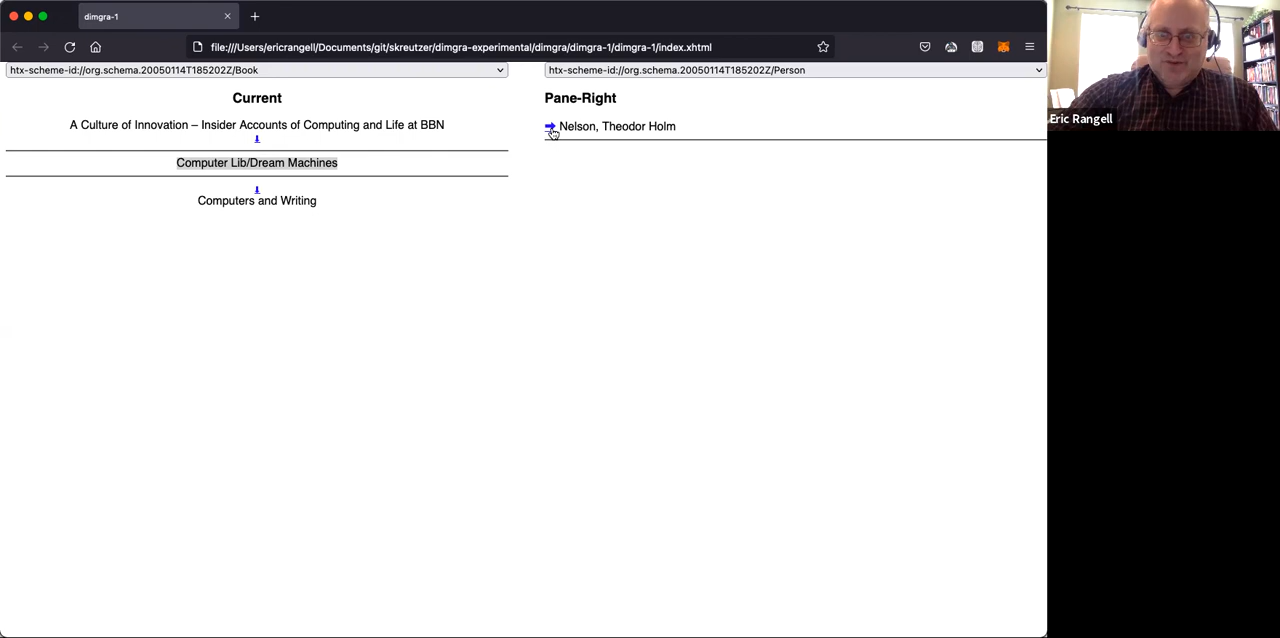 dimgra-1
file:///Users/ericrangell/Documents/git/skreutzer/dimgra-experimental/dimgra/dimgra-1/dimgra-1/index.xhtml
htx-scheme-id://org.schema.20050114T185202Z/Book
htx-scheme-id://org.schema.20050114T185202Z/Person
Current
Pane-Right
A Culture of Innovation – Insider Accounts of Computing and Life at BBN
Nelson, Theodor Holm
Computer Lib/Dream Machines
Computers and Writing
Eric Rangell